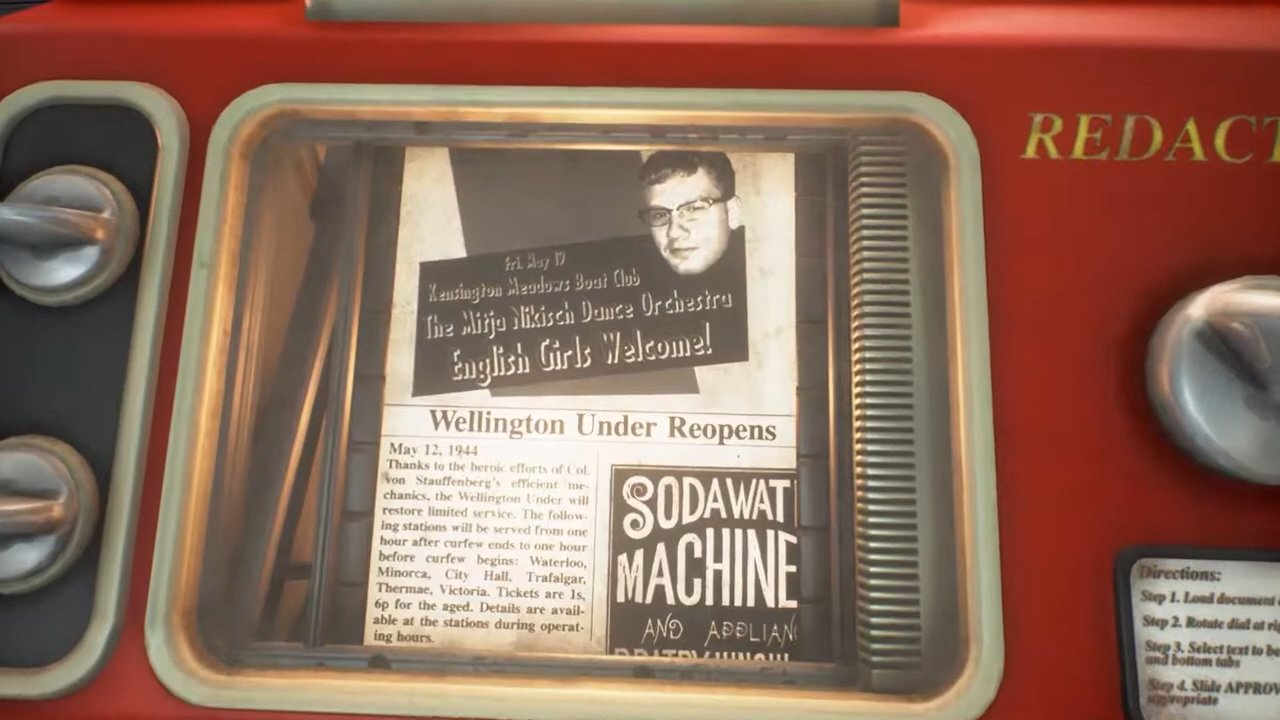 REDACT
Fri. May 19
Kensington Meadows Boat Club
The Mitja Nikisch Dance Orchestra
English Girls Welcome!
Wellington Under Reopens
May 12, 1944
Thanks to the heroic efforts of Col.
von Stauffenberg's efficient me-
chanics, the Wellington Under will
restore limited service. The follow-
ing stations will be served from one
hour after curfew ends to one hour
before curfew begins: Waterloo,
Minorca, City Hall, Trafalgar,
Thermae, Victoria. Tickets are 1s,
6p for the aged. Details are avail-
able at the stations during operat-
ing hours.
SODAWAT
MACHINE
AND APPLIAN
Directions:
Step 1. Load document
Step 2. Rotate dial at ri
Step 3. Select text to be
and bottom tabs
Step 4. Slide APPROV
appropriate